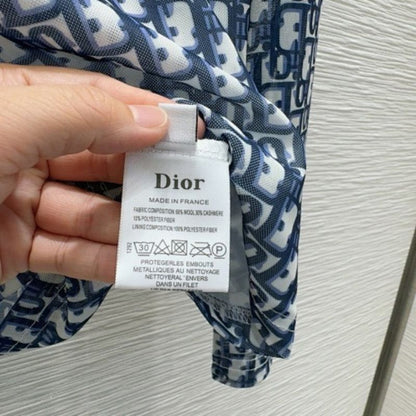 Dior
MADE IN FRANCE
FABRIC COMPOSITION 68% WOOL 30% CASHMERE
12% POLYESTER FIBER
LINING COMPOSITION 100% POLYESTER FIBER
30 P
PROTEGERLES EMBOUTS
METALLIQUES AU NETTOYAGE
NETTOYERAL'ENVERS
DANS UN FILET